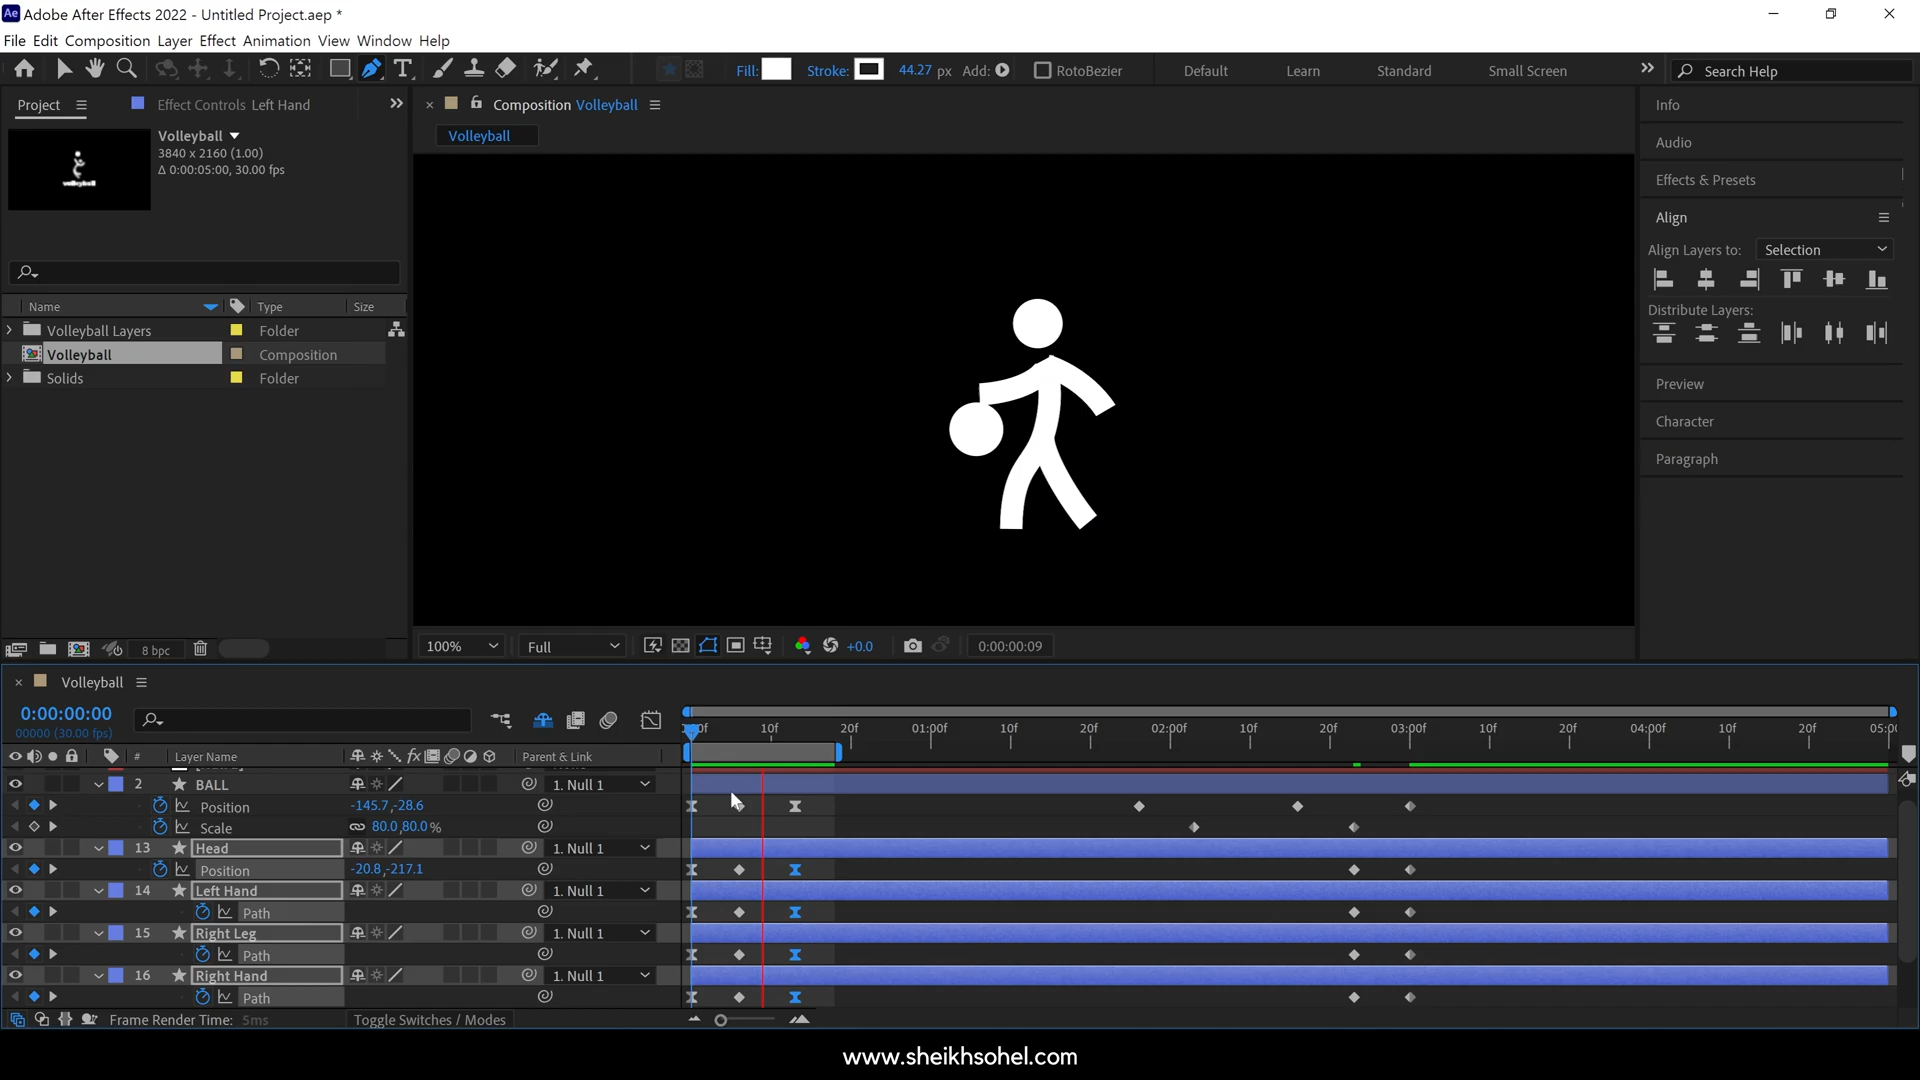 Adobe After Effects 2022 - Untitled Project.aep *
File Edit Composition Layer Effect Animation View Window Help
Fill: Stroke: 44.27 px Add: RotoBezier Default Learn Standard Small Screen Search Help
Project Effect Controls Left Hand
Composition Volleyball
Volleyball
Volleyball
3840 x 2160 (1.00)
Δ 0:00:05:00, 30.00 fps
Name Type Size
Volleyball Layers Folder
Volleyball Composition
Solids Folder
8 bpc
100% Full +0.0 0:00:00:09
Info
Audio
Effects & Presets
Align
Align Layers to: Selection
Distribute Layers:
Preview
Character
Paragraph
Volleyball
0:00:00:00
00000 (30.00 fps)
10f 20f 01:00f 10f 20f 02:00f 10f 20f 03:00f 10f 20f 04:00f 10f 20f 05:00
# Layer Name Parent & Link
2 BALL 1. Null 1
Position -145.7,-28.6
Scale 80.0,80.0%
13 Head 1. Null 1
Position -20.8,-217.1
14 Left Hand 1. Null 1
Path
15 Right Leg 1. Null 1
Path
16 Right Hand 1. Null 1
Path
Frame Render Time: 5ms Toggle Switches / Modes
www.sheikhsohel.com